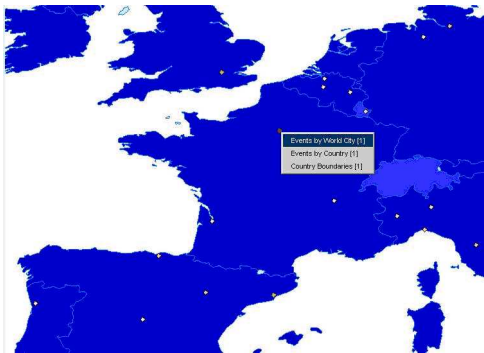 Events by World City [1]
Events by Country [1]
Country Boundaries [1]